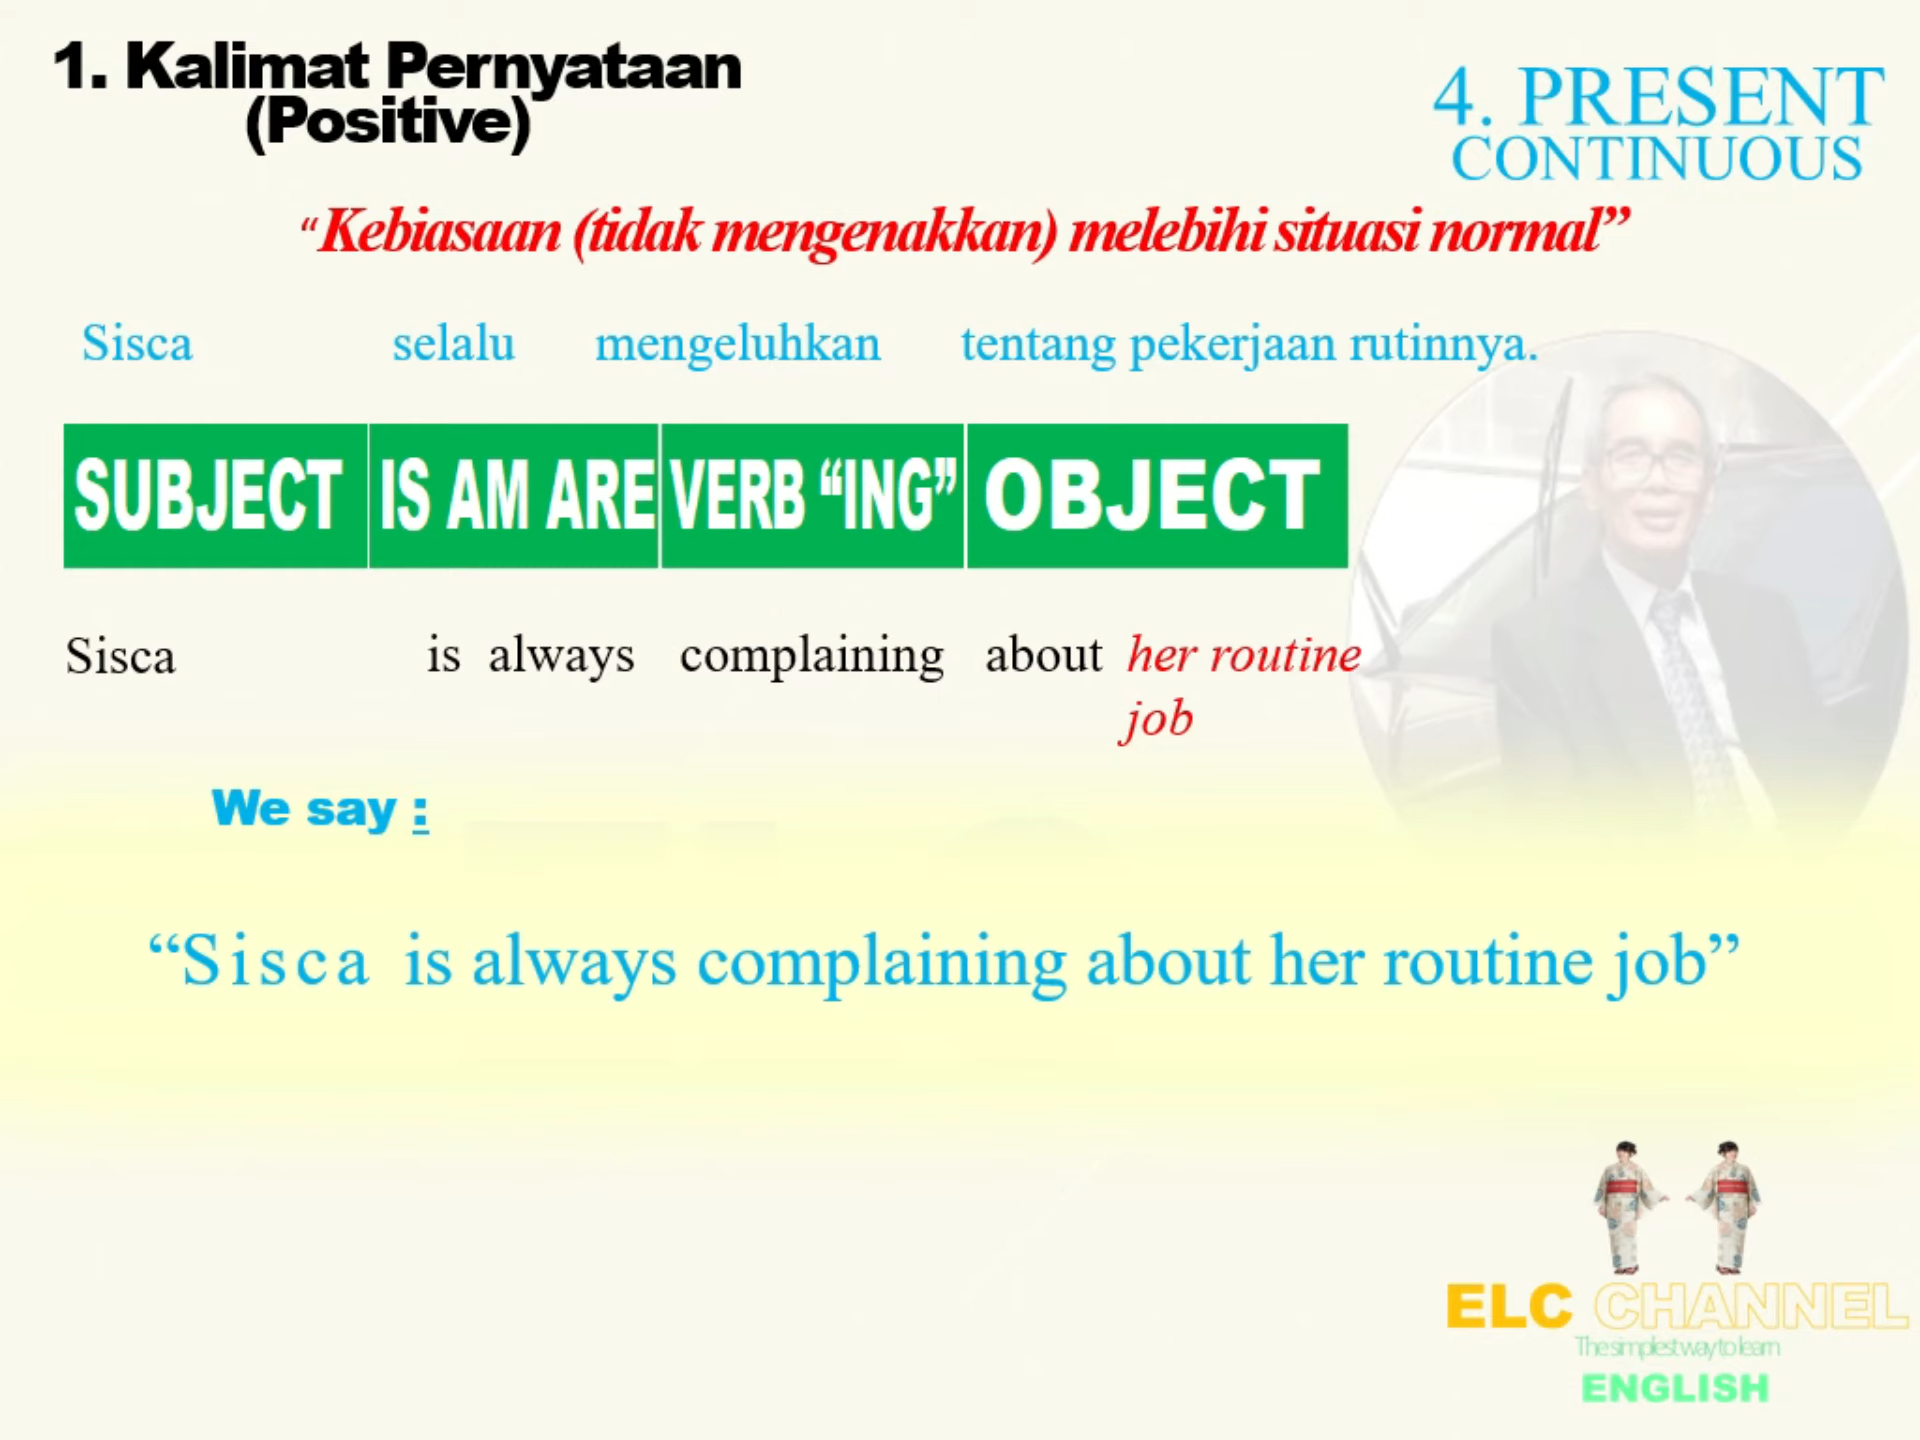 1. Kalimat Pernyataan
(Positive)
4. PRESENT
CONTINUOUS
“Kebiasaan (tidak mengenakkan) melebihi situasi normal”
Sisca selalu mengeluhkan tentang pekerjaan rutinnya.
SUBJECT IS AM ARE VERB “ING” OBJECT
Sisca is always complaining about her routine
job
We say :
“Sisca is always complaining about her routine job”
ELC CHANNEL
The simplest way to learn
ENGLISH